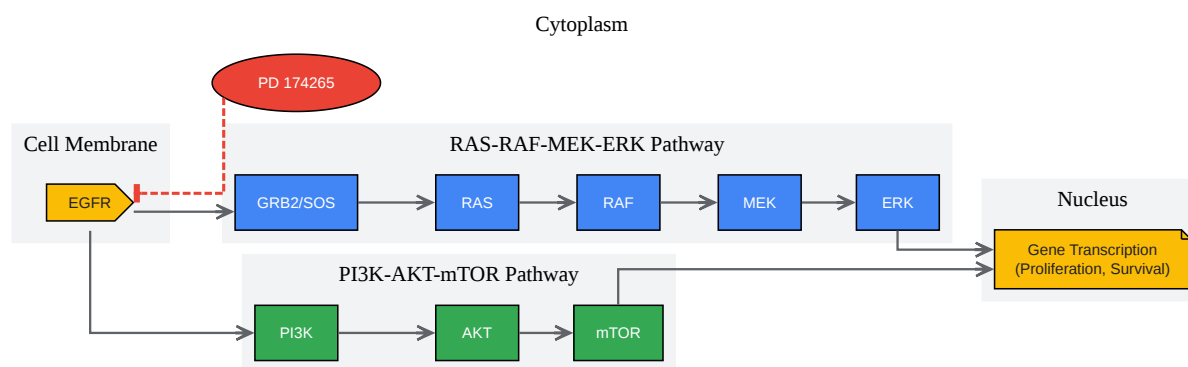 Cytoplasm
PD 174265
Cell Membrane
RAS-RAF-MEK-ERK Pathway
EGFR
GRB2/SOS
RAS
RAF
MEK
ERK
Nucleus
Gene Transcription
(Proliferation, Survival)
PI3K-AKT-mTOR Pathway
PI3K
AKT
mTOR